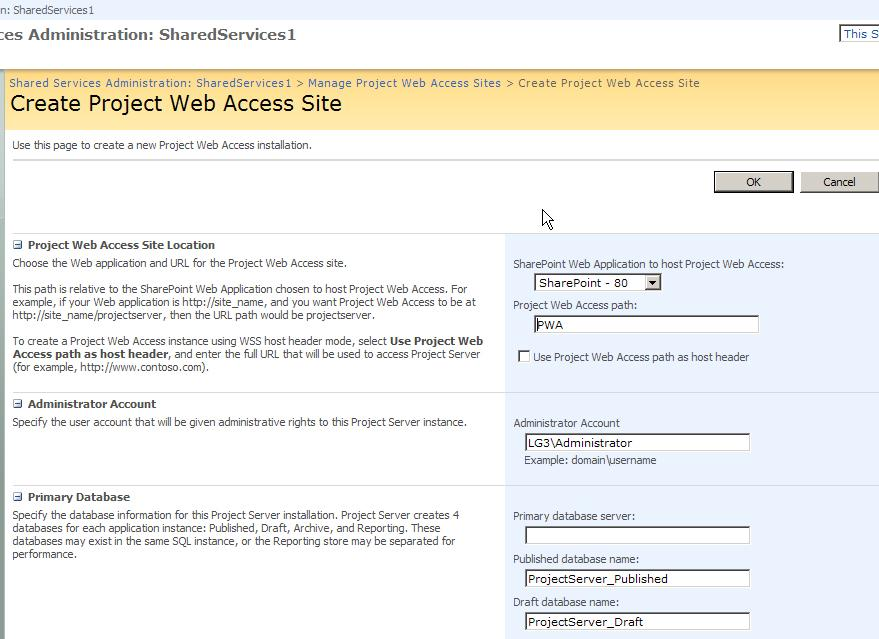 n: SharedServices1
ces Administration: SharedServices1
This S
Shared Services Administration: SharedServices1 > Manage Project Web Access Sites > Create Project Web Access Site
Create Project Web Access Site
Use this page to create a new Project Web Access installation.
OK
Cancel
Project Web Access Site Location
Choose the Web application and URL for the Project Web Access site.
This path is relative to the SharePoint Web Application chosen to host Project Web Access. For
example, if your Web application is http://site_name, and you want Project Web Access to be at
http://site_name/projectserver, then the URL path would be projectserver.
To create a Project Web Access instance using WSS host header mode, select Use Project Web
Access path as host header, and enter the full URL that will be used to access Project Server
(for example, http://www.contoso.com).
SharePoint Web Application to host Project Web Access:
SharePoint - 80
Project Web Access path:
PWA
Use Project Web Access path as host header
Administrator Account
Specify the user account that will be given administrative rights to this Project Server instance.
Administrator Account
LG3\Administrator
Example: domain\username
Primary Database
Specify the database information for this Project Server installation. Project Server creates 4
databases for each application instance: Published, Draft, Archive, and Reporting. These
databases may exist in the same SQL instance, or the Reporting store may be separated for
performance.
Primary database server:
Published database name:
ProjectServer_Published
Draft database name:
ProjectServer_Draft